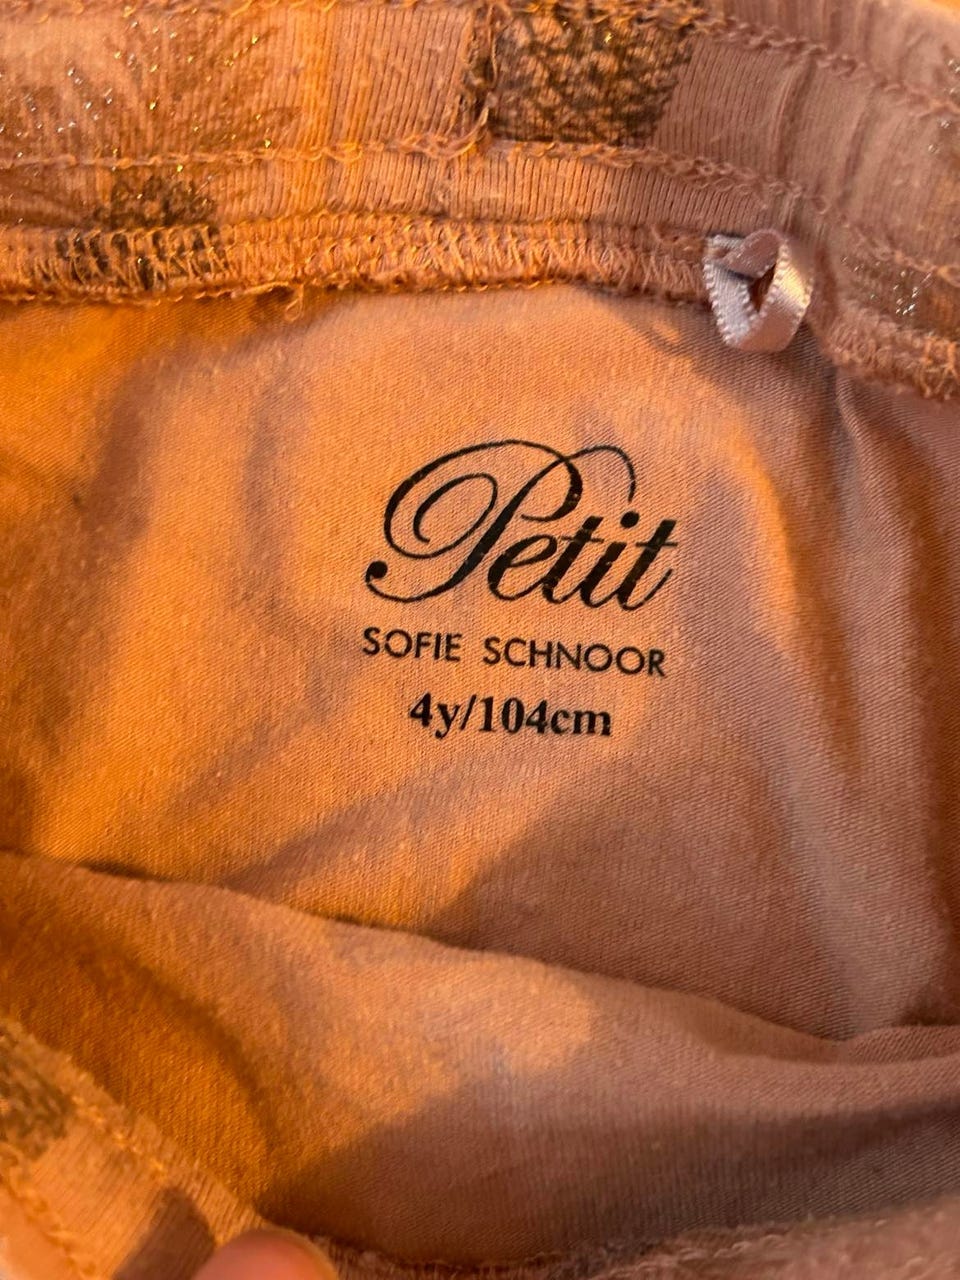 Petit
SOFIE SCHNOOR
4y/104cm